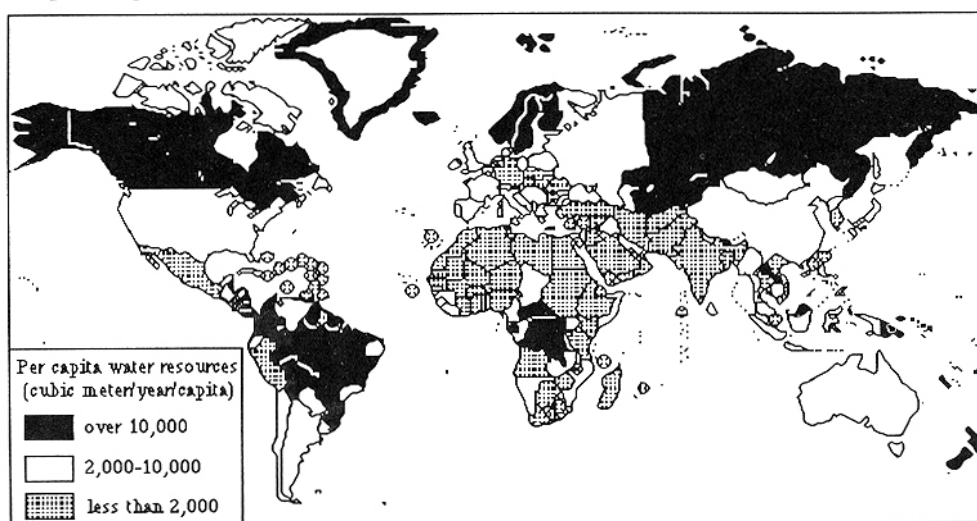 Per capita water resources
(cubic meter/year/capita)
over 10,000
2,000-10,000
less than 2,000